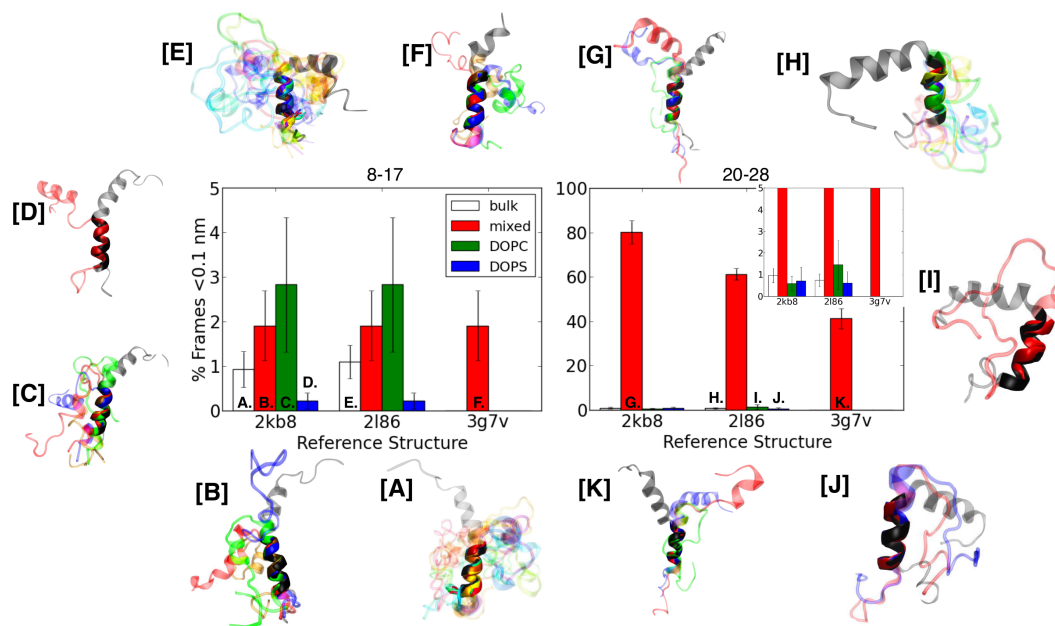 [E]
[F]
[G]
[H]
[D]
[I]
[C]
[B]
[A]
[K]
[J]
8-17
% Frames <0.1 nm
5
4
3
2
1
0
bulk
mixed
DOPC
DOPS
A.
B.
C.
D.
E.
F.
2kb8
2l86
3g7v
Reference Structure
20-28
100
80
60
40
20
0
5
4
3
2
1
0
2kb8
2l86
3g7v
G.
H.
I.
J.
K.
2kb8
2l86
3g7v
Reference Structure